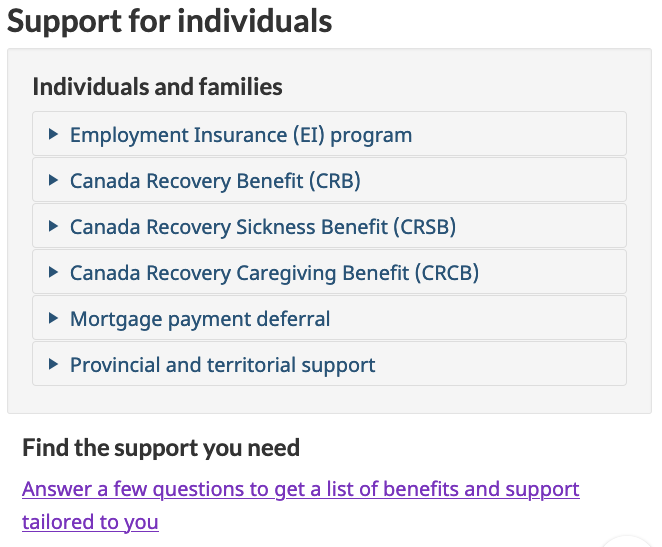 Support for individuals
Individuals and families
Employment Insurance (EI) program
Canada Recovery Benefit (CRB)
Canada Recovery Sickness Benefit (CRSB)
Canada Recovery Caregiving Benefit (CRCB)
Mortgage payment deferral
Provincial and territorial support
Find the support you need
Answer a few questions to get a list of benefits and support
tailored to you